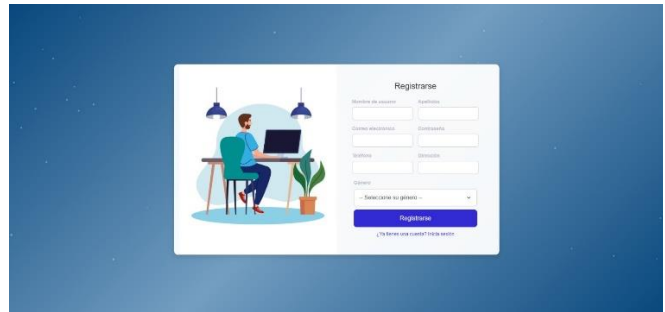 Registrarse
Nombre de usuario Apellidos
Correo electrónico Contraseña
Teléfono Dirección
Género
-- Seleccione su género --
Registrarse
¿Ya tienes una cuenta? Inicia sesión